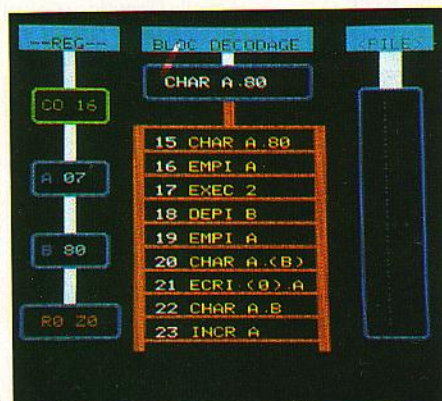 --REG--
CO 16
A 07
B 80
R0 Z0
BLOC DECODAGE
CHAR A.80
15 CHAR A.80
16 EMPI A
17 EXEC 2
18 DEPI B
19 EMPI A
20 CHAR A.(B)
21 ECRI.(0).A
22 CHAR A.B
23 INCR A
<PILE>